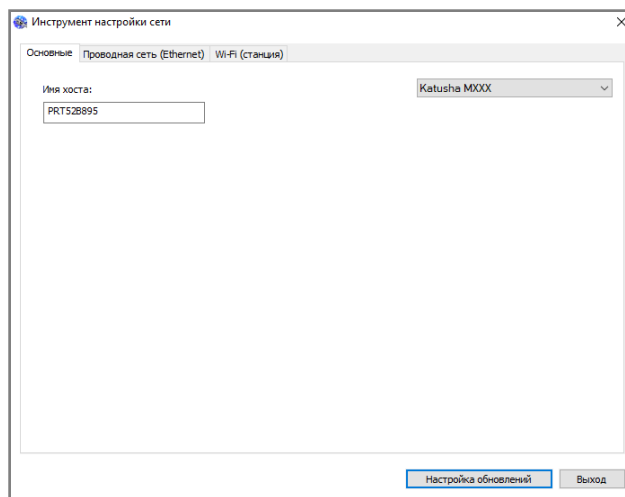 Инструмент настройки сети
Основные Проводная сеть (Ethernet) Wi-Fi (станция)
Имя хоста: Katusha MXXX
PRT52B895
Настройка обновлений Выход